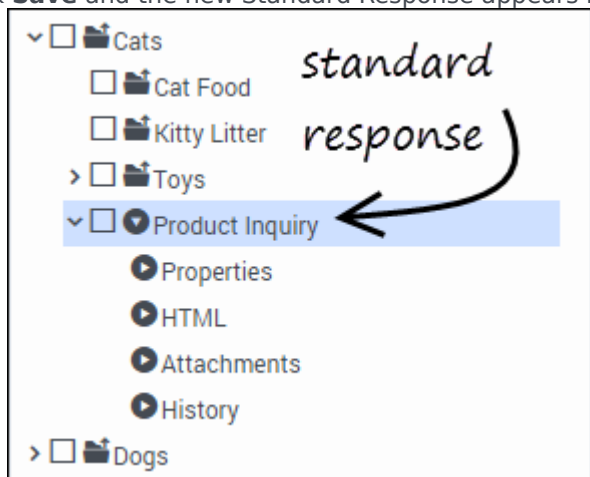 Save and the new Standard Response appears
Cats
standard
Cat Food
Kitty Litter
response
Toys
Product Inquiry
Properties
HTML
Attachments
History
Dogs